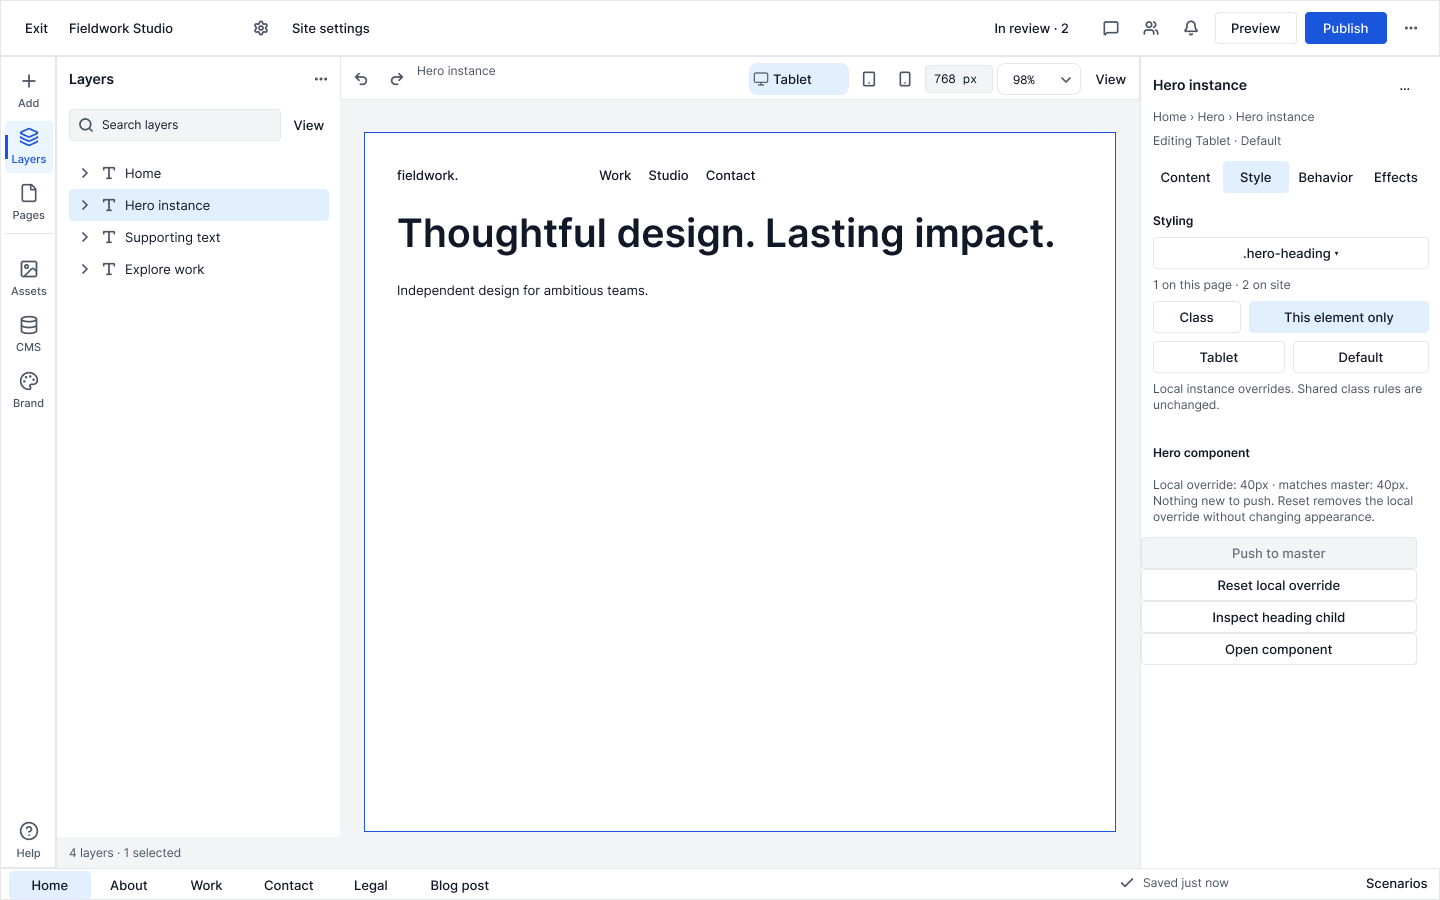 Exit
Fieldwork Studio
Site settings
In review · 2
Preview
Publish
Add
Layers
Pages
Assets
CMS
Brand
Help
Layers
Search layers
View
Home
Hero instance
Supporting text
Explore work
4 layers · 1 selected
Hero instance
Tablet
768 px
98%
View
fieldwork.
Work
Studio
Contact
Thoughtful design. Lasting impact.
Independent design for ambitious teams.
Hero instance
Home › Hero › Hero instance
Editing Tablet · Default
Content
Style
Behavior
Effects
Styling
.hero-heading
1 on this page · 2 on site
Class
This element only
Tablet
Default
Local instance overrides. Shared class rules are
unchanged.
Hero component
Local override: 40px · matches master: 40px.
Nothing new to push. Reset removes the local
override without changing appearance.
Push to master
Reset local override
Inspect heading child
Open component
Home
About
Work
Contact
Legal
Blog post
Saved just now
Scenarios